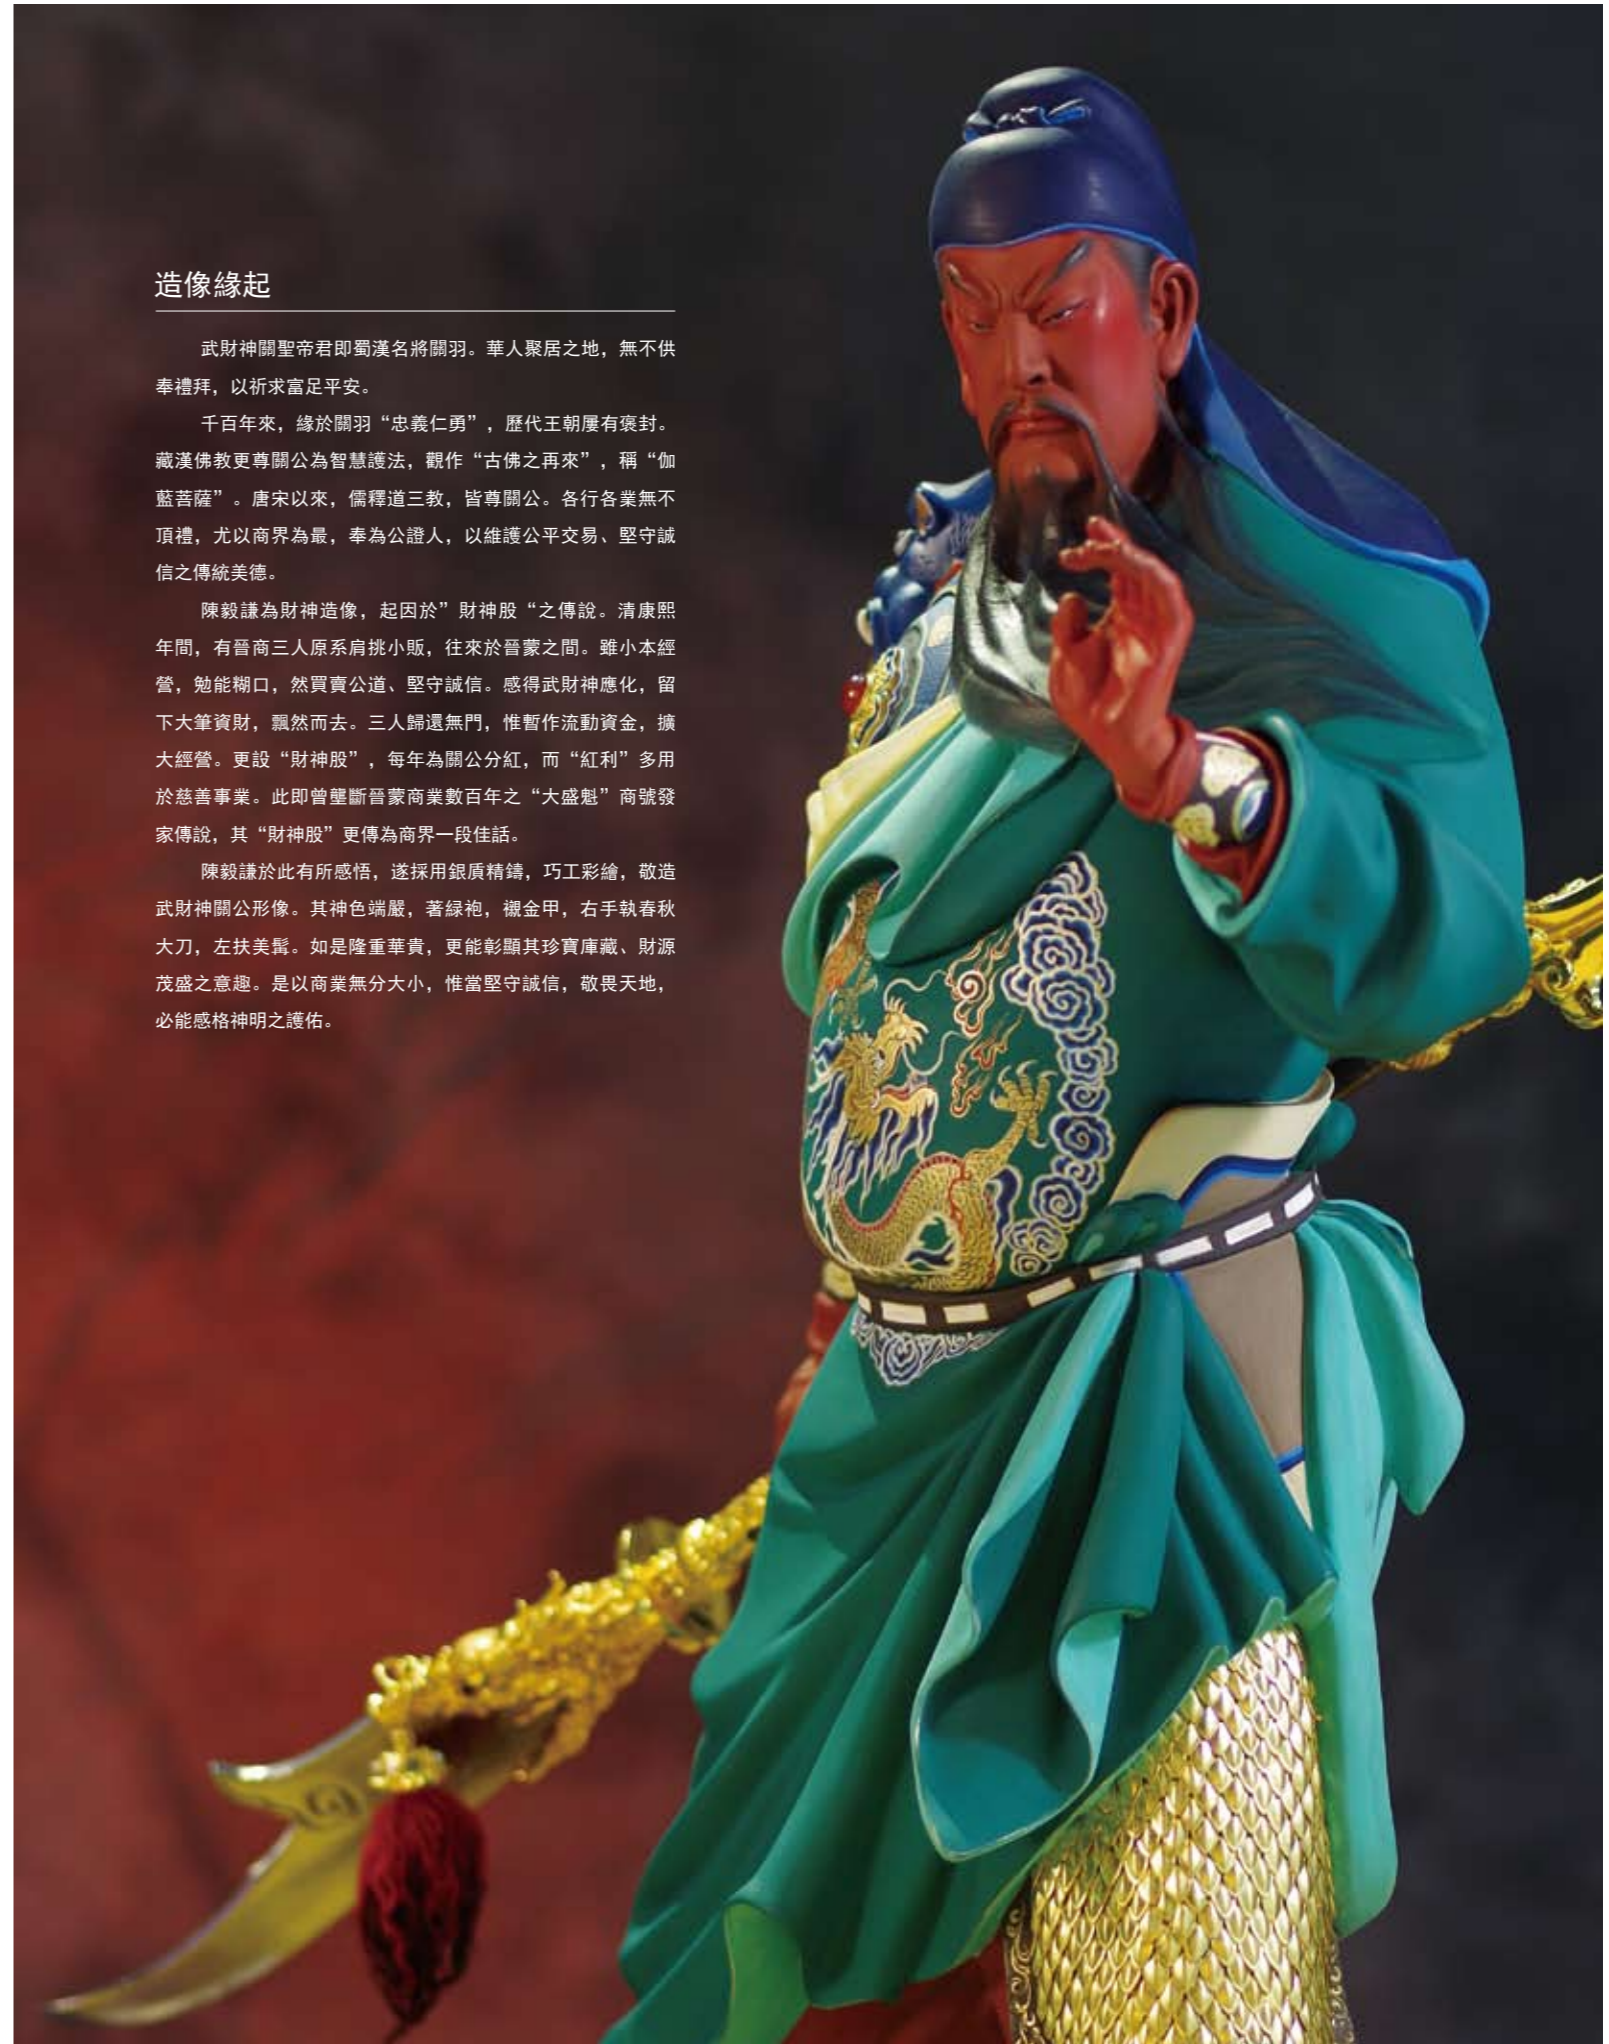 造像緣起
武財神關聖帝君即蜀漢名將關羽。華人聚居之地，無不供
奉禮拜，以祈求富足平安。
千百年來，緣於關羽“忠義仁勇”，歷代王朝屢有褒封。
藏漢佛教更尊關公為智慧護法，觀作“古佛之再來”，稱“伽
藍菩薩”。唐宋以來，儒釋道三教，皆尊關公。各行各業無不
頂禮，尤以商界為最，奉為公證人，以維護公平交易、堅守誠
信之傳統美德。
陳毅謙為財神造像，起因於”財神股“之傳說。清康熙
年間，有晉商三人原系肩挑小販，往來於晉蒙之間。雖小本經
營，勉能糊口，然買賣公道、堅守誠信。感得武財神應化，留
下大筆資財，飄然而去。三人歸還無門，惟暫作流動資金，擴
大經營。更設“財神股”，每年為關公分紅，而“紅利”多用
於慈善事業。此即曾壟斷晉蒙商業數百年之“大盛魁”商號發
家傳說，其“財神股”更傳為商界一段佳話。
陳毅謙於此有所感悟，遂採用銀質精鑄，巧工彩繪，敬造
武財神關公形像。其神色端嚴，著綠袍，襯金甲，右手執春秋
大刀，左扶美髯。如是隆重華貴，更能彰顯其珍寶庫藏、財源
茂盛之意趣。是以商業無分大小，惟當堅守誠信，敬畏天地，
必能感格神明之護佑。